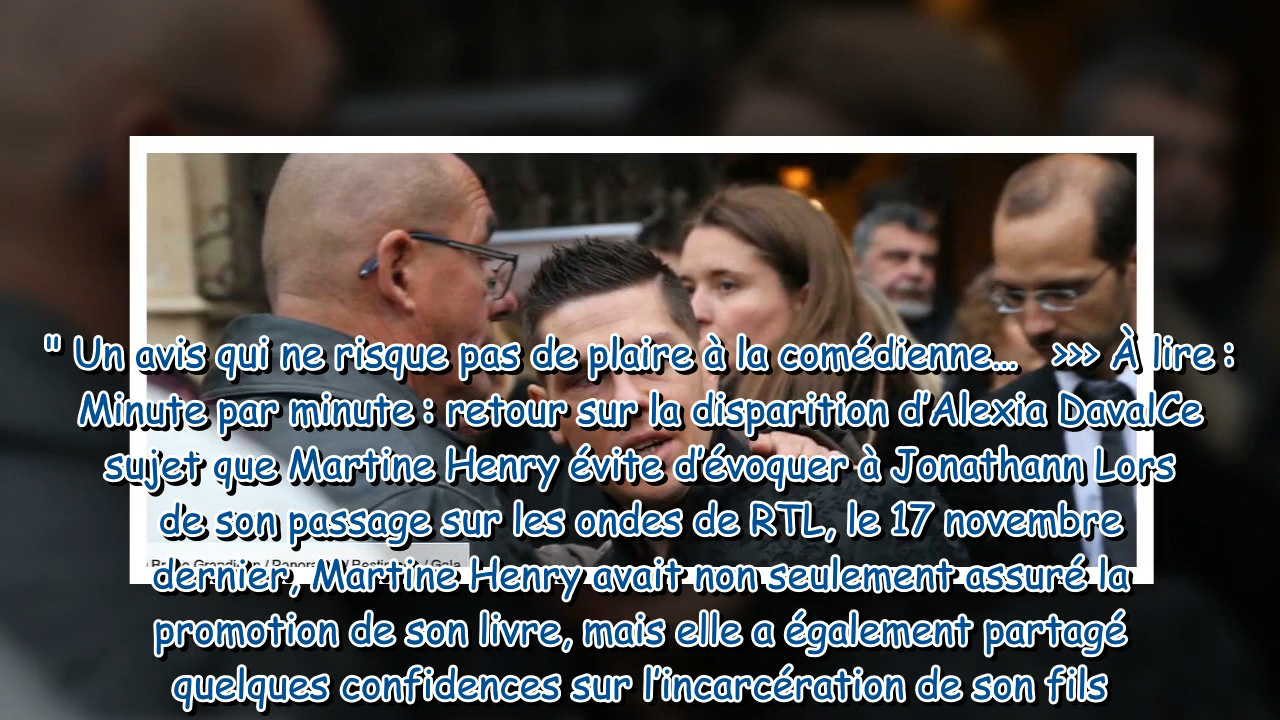 " Un avis qui ne risque pas de plaire à la comédienne... >>> À lire :
Minute par minute : retour sur la disparition d'Alexia DavalCe
sujet que Martine Henry évite d'évoquer à Jonathann Lors
de son passage sur les ondes de RTL, le 17 novembre
dernier, Martine Henry avait non seulement assuré la
promotion de son livre, mais elle a également partagé
quelques confidences sur l'incarcération de son fils